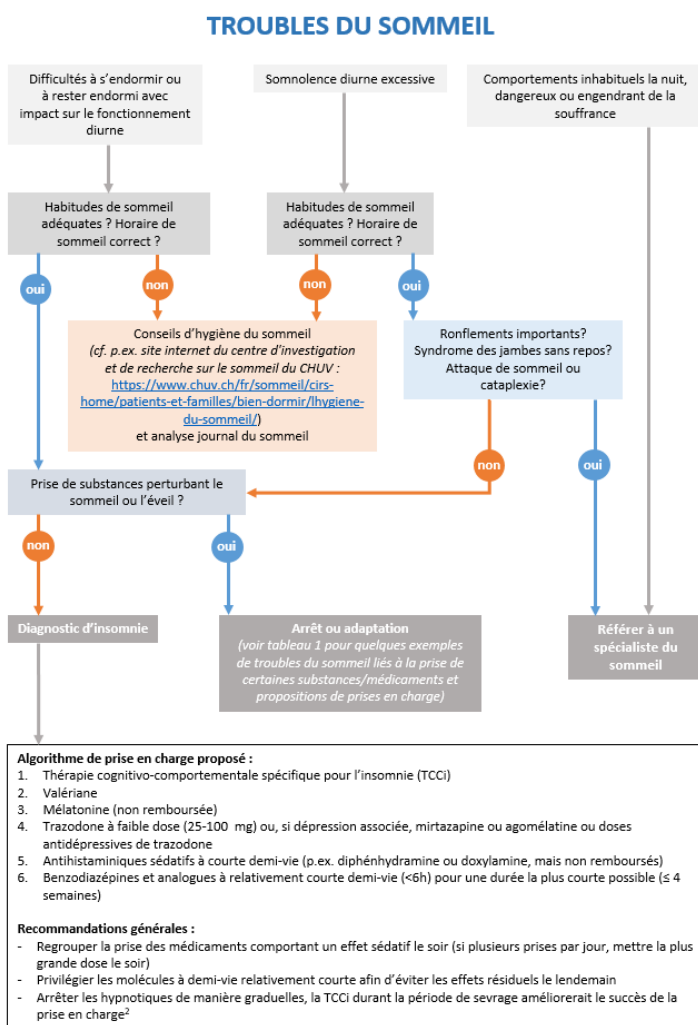 TROUBLES DU SOMMEIL
Difficultés à s'endormir ou
à rester endormi avec
impact sur le fonctionnement
diurne
Somnolence diurne excessive
Comportements inhabituels la nuit,
dangereux ou engendrant de la
souffrance
Habitudes de sommeil
adéquates ? Horaire de
sommeil correct ?
Habitudes de sommeil
adéquates ? Horaire de
sommeil correct ?
oui
non
non
oui
Conseils d'hygiène du sommeil
(cf. p.ex. site internet du centre d'investigation
et de recherche sur le sommeil du CHUV :
https://www.chuv.ch/fr/sommeil/cirs-
home/patients-et-familles/bien-dormir/lhygiene-
du-sommeil/)
et analyse journal du sommeil
Ronflements importants?
Syndrome des jambes sans repos?
Attaque de sommeil ou
cataplexie?
non
oui
Prise de substances perturbant le
sommeil ou l'éveil ?
non
oui
Diagnostic d'insomnie
Arrêt ou adaptation
(voir tableau 1 pour quelques exemples
de troubles du sommeil liés à la prise de
certaines substances/médicaments et
propositions de prises en charge)
Référer à un
spécialiste du
sommeil
Algorithme de prise en charge proposé :
1. Thérapie cognitivo-comportementale spécifique pour l'insomnie (TCCi)
2. Valériane
3. Mélatonine (non remboursée)
4. Trazodone à faible dose (25-100 mg) ou, si dépression associée, mirtazapine ou agomélatine ou doses
antidépressives de trazodone
5. Antihistaminiques sédatifs à courte demi-vie (p.ex. diphénhydramine ou doxylamine, mais non remboursés)
6. Benzodiazépines et analogues à relativement courte demi-vie (<6h) pour une durée la plus courte possible (≤ 4
semaines)
Recommandations générales :
- Regrouper la prise des médicaments comportant un effet sédatif le soir (si plusieurs prises par jour, mettre la plus
grande dose le soir)
- Privilégier les molécules à demi-vie relativement courte afin d'éviter les effets résiduels le lendemain
- Arrêter les hypnotiques de manière graduelles, la TCCi durant la période de sevrage améliorerait le succès de la
prise en charge²